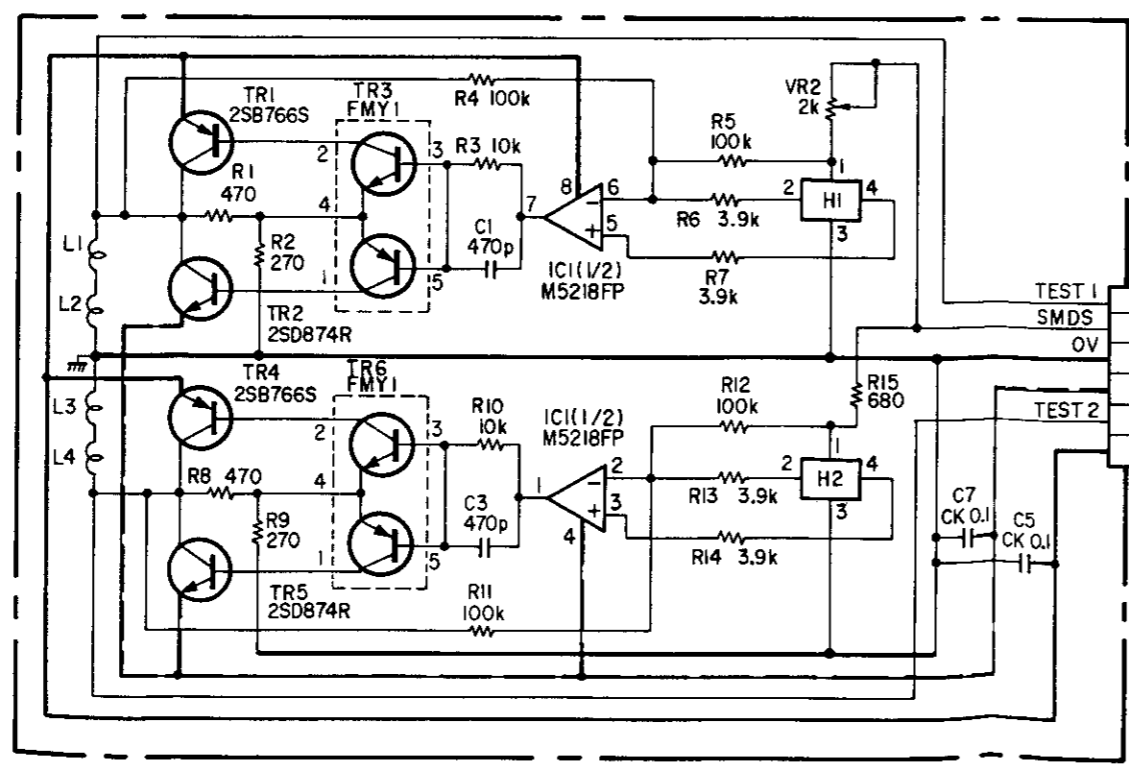 TR1
2SB766S
TR3
FMY1
R4 100k
VR2
2k
R1
470
2
3
R3 10k
R5
100k
1
4
7
8
6
5
2
4
R6 3.9k
H1
3
L1
R2
270
C1
470p
1
5
IC1(1/2)
M5218FP
R7
3.9k
L2
TR2
2SD874R
TEST 1
SMDS
0V
TR4
2SB766S
TR6
FMY1
R15
680
TEST 2
L3
R10
10k
IC1(1/2)
M5218FP
R12
100k
2
3
1
L4
R8 470
4
1
2
3
4
R13 3.9k
2
4
H2
3
R9
270
C3
470p
1
5
R14 3.9k
C7
CK 0.1
C5
CK 0.1
TR5
2SD874R
R11
100k